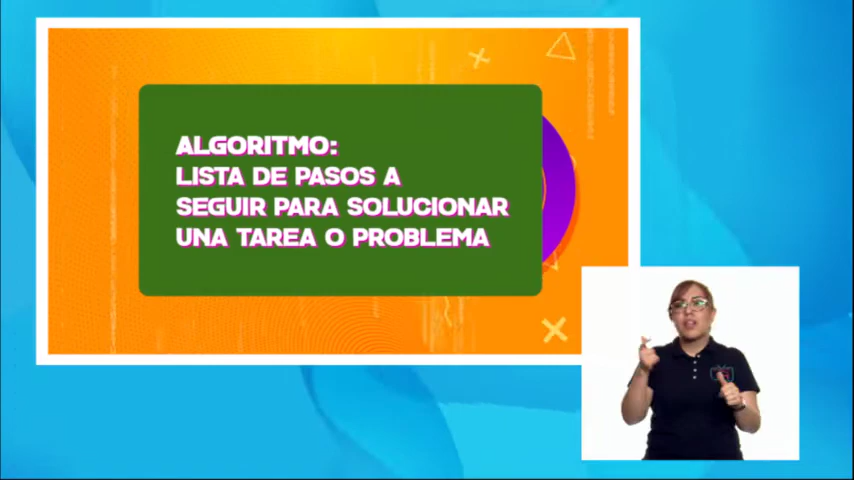 ALGORITMO:
LISTA DE PASOS A
SEGUIR PARA SOLUCIONAR
UNA TAREA O PROBLEMA